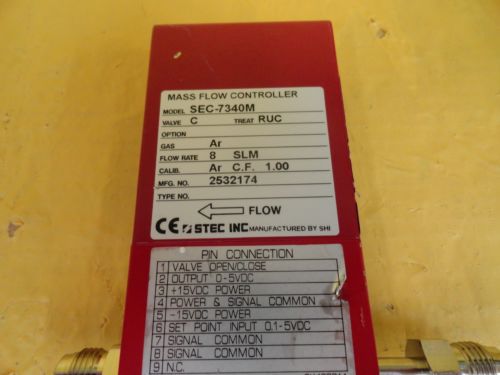 MASS FLOW CONTROLLER
MODEL SEC-7340M
VALVE C TREAT RUC
OPTION
GAS Ar
FLOW RATE 8 SLM
CALIB. Ar C.F. 1.00
MFG. NO. 2532174
TYPE NO.
FLOW
CE STEC INC MANUFACTURED BY SHI
PIN CONNECTION
1 VALVE OPEN/CLOSE
2 OUTPUT 0-5VDC
3 +15VDC POWER
4 POWER & SIGNAL COMMON
5 -15VDC POWER
6 SET POINT INPUT 0.1-5VDC
7 SIGNAL COMMON
8 SIGNAL COMMON
9 N.C.